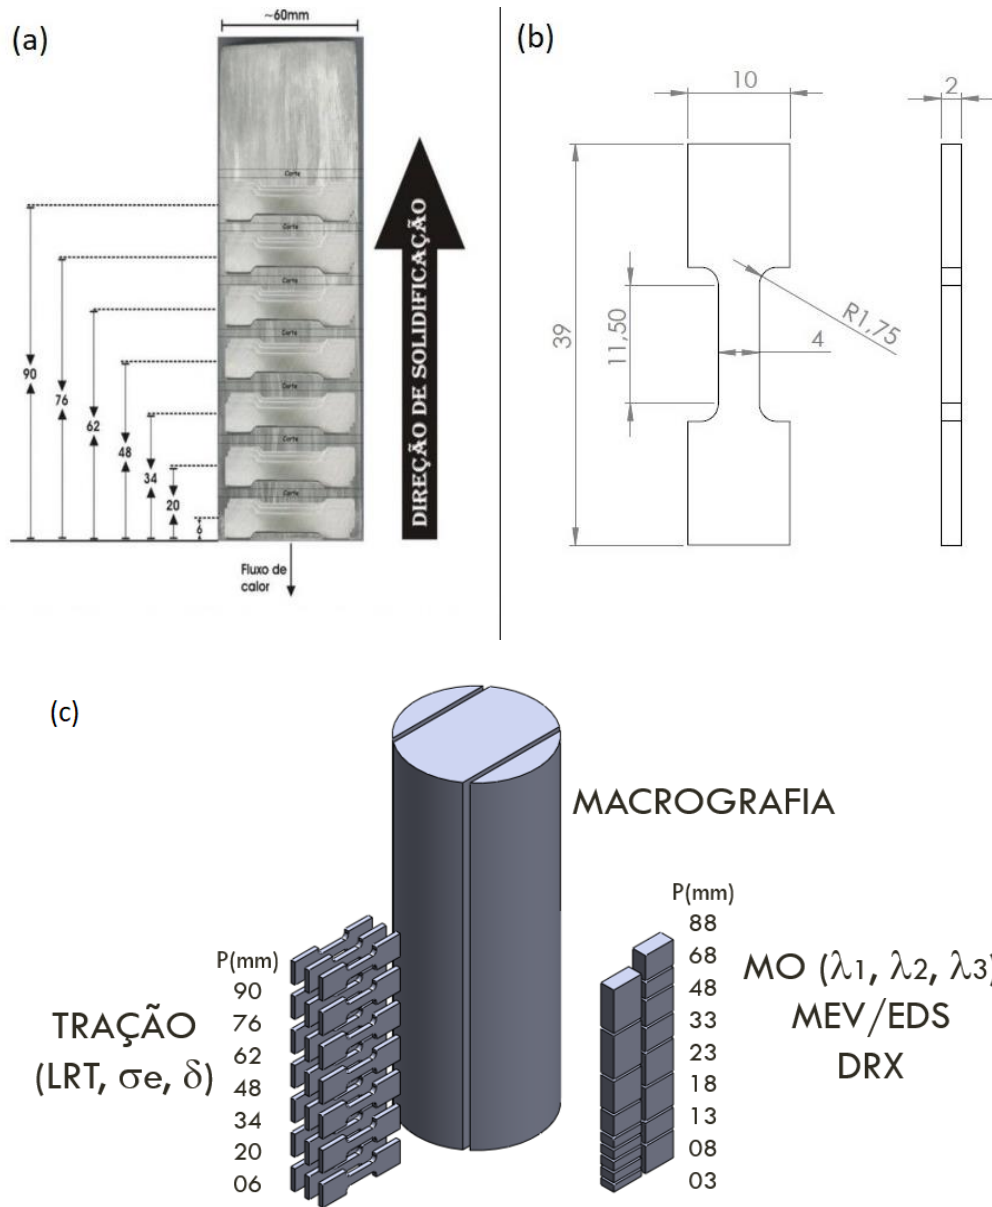 (a)
~60mm
Corte
Corte
Corte
Corte
Corte
Corte
Corte
90
76
62
48
34
20
6
Fluxo de
calor
DIREÇÃO DE SOLIDIFICAÇÃO
(b)
10
2
39
11,50
4
R1,75
(c)
MACROGRAFIA
P(mm)
90
76
62
48
34
20
06
TRAÇÃO
(LRT, σe, δ)
P(mm)
88
68
48
33
23
18
13
08
03
MO (λ1, λ2, λ3)
MEV/EDS
DRX